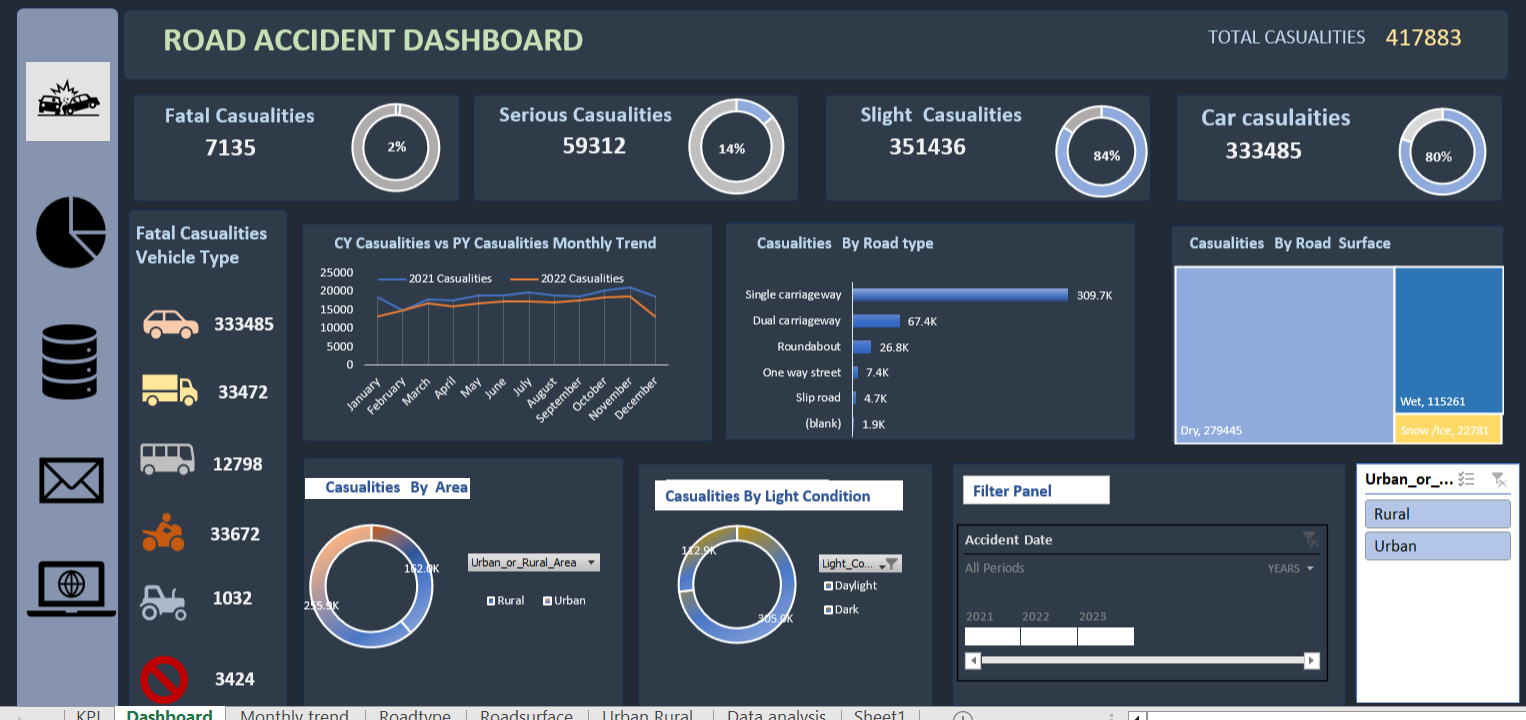 ROAD ACCIDENT DASHBOARD
TOTAL CASUALITIES 417883
Fatal Casualities
7135
2%
Serious Casualities
59312
14%
Slight Casualities
351436
84%
Car casulaities
333485
80%
Fatal Casualities
Vehicle Type
333485
33472
12798
33672
1032
3424
CY Casualities vs PY Casualities Monthly Trend
2021 Casualities
2022 Casualities
25000
20000
15000
10000
5000
0
January
February
March
April
May
June
July
August
September
October
November
December
Casualities By Road type
Single carriageway 309.7K
Dual carriageway 67.4K
Roundabout 26.8K
One way street 7.4K
Slip road 4.7K
(blank) 1.9K
Casualities By Road Surface
Dry, 279445
Wet, 115261
Snow /Ice, 22781
Casualities By Area
162.0K
255.9K
Urban_or_Rural_Area
Rural
Urban
Casualities By Light Condition
112.9K
305.0K
Light_Co...
Daylight
Dark
Filter Panel
Accident Date
All Periods
YEARS
2021 2022 2023
Urban_or_...
Rural
Urban
KPI
Dashboard
Monthly trend
Roadtype
Roadsurface
Urban Rural
Data analysis
Sheet1